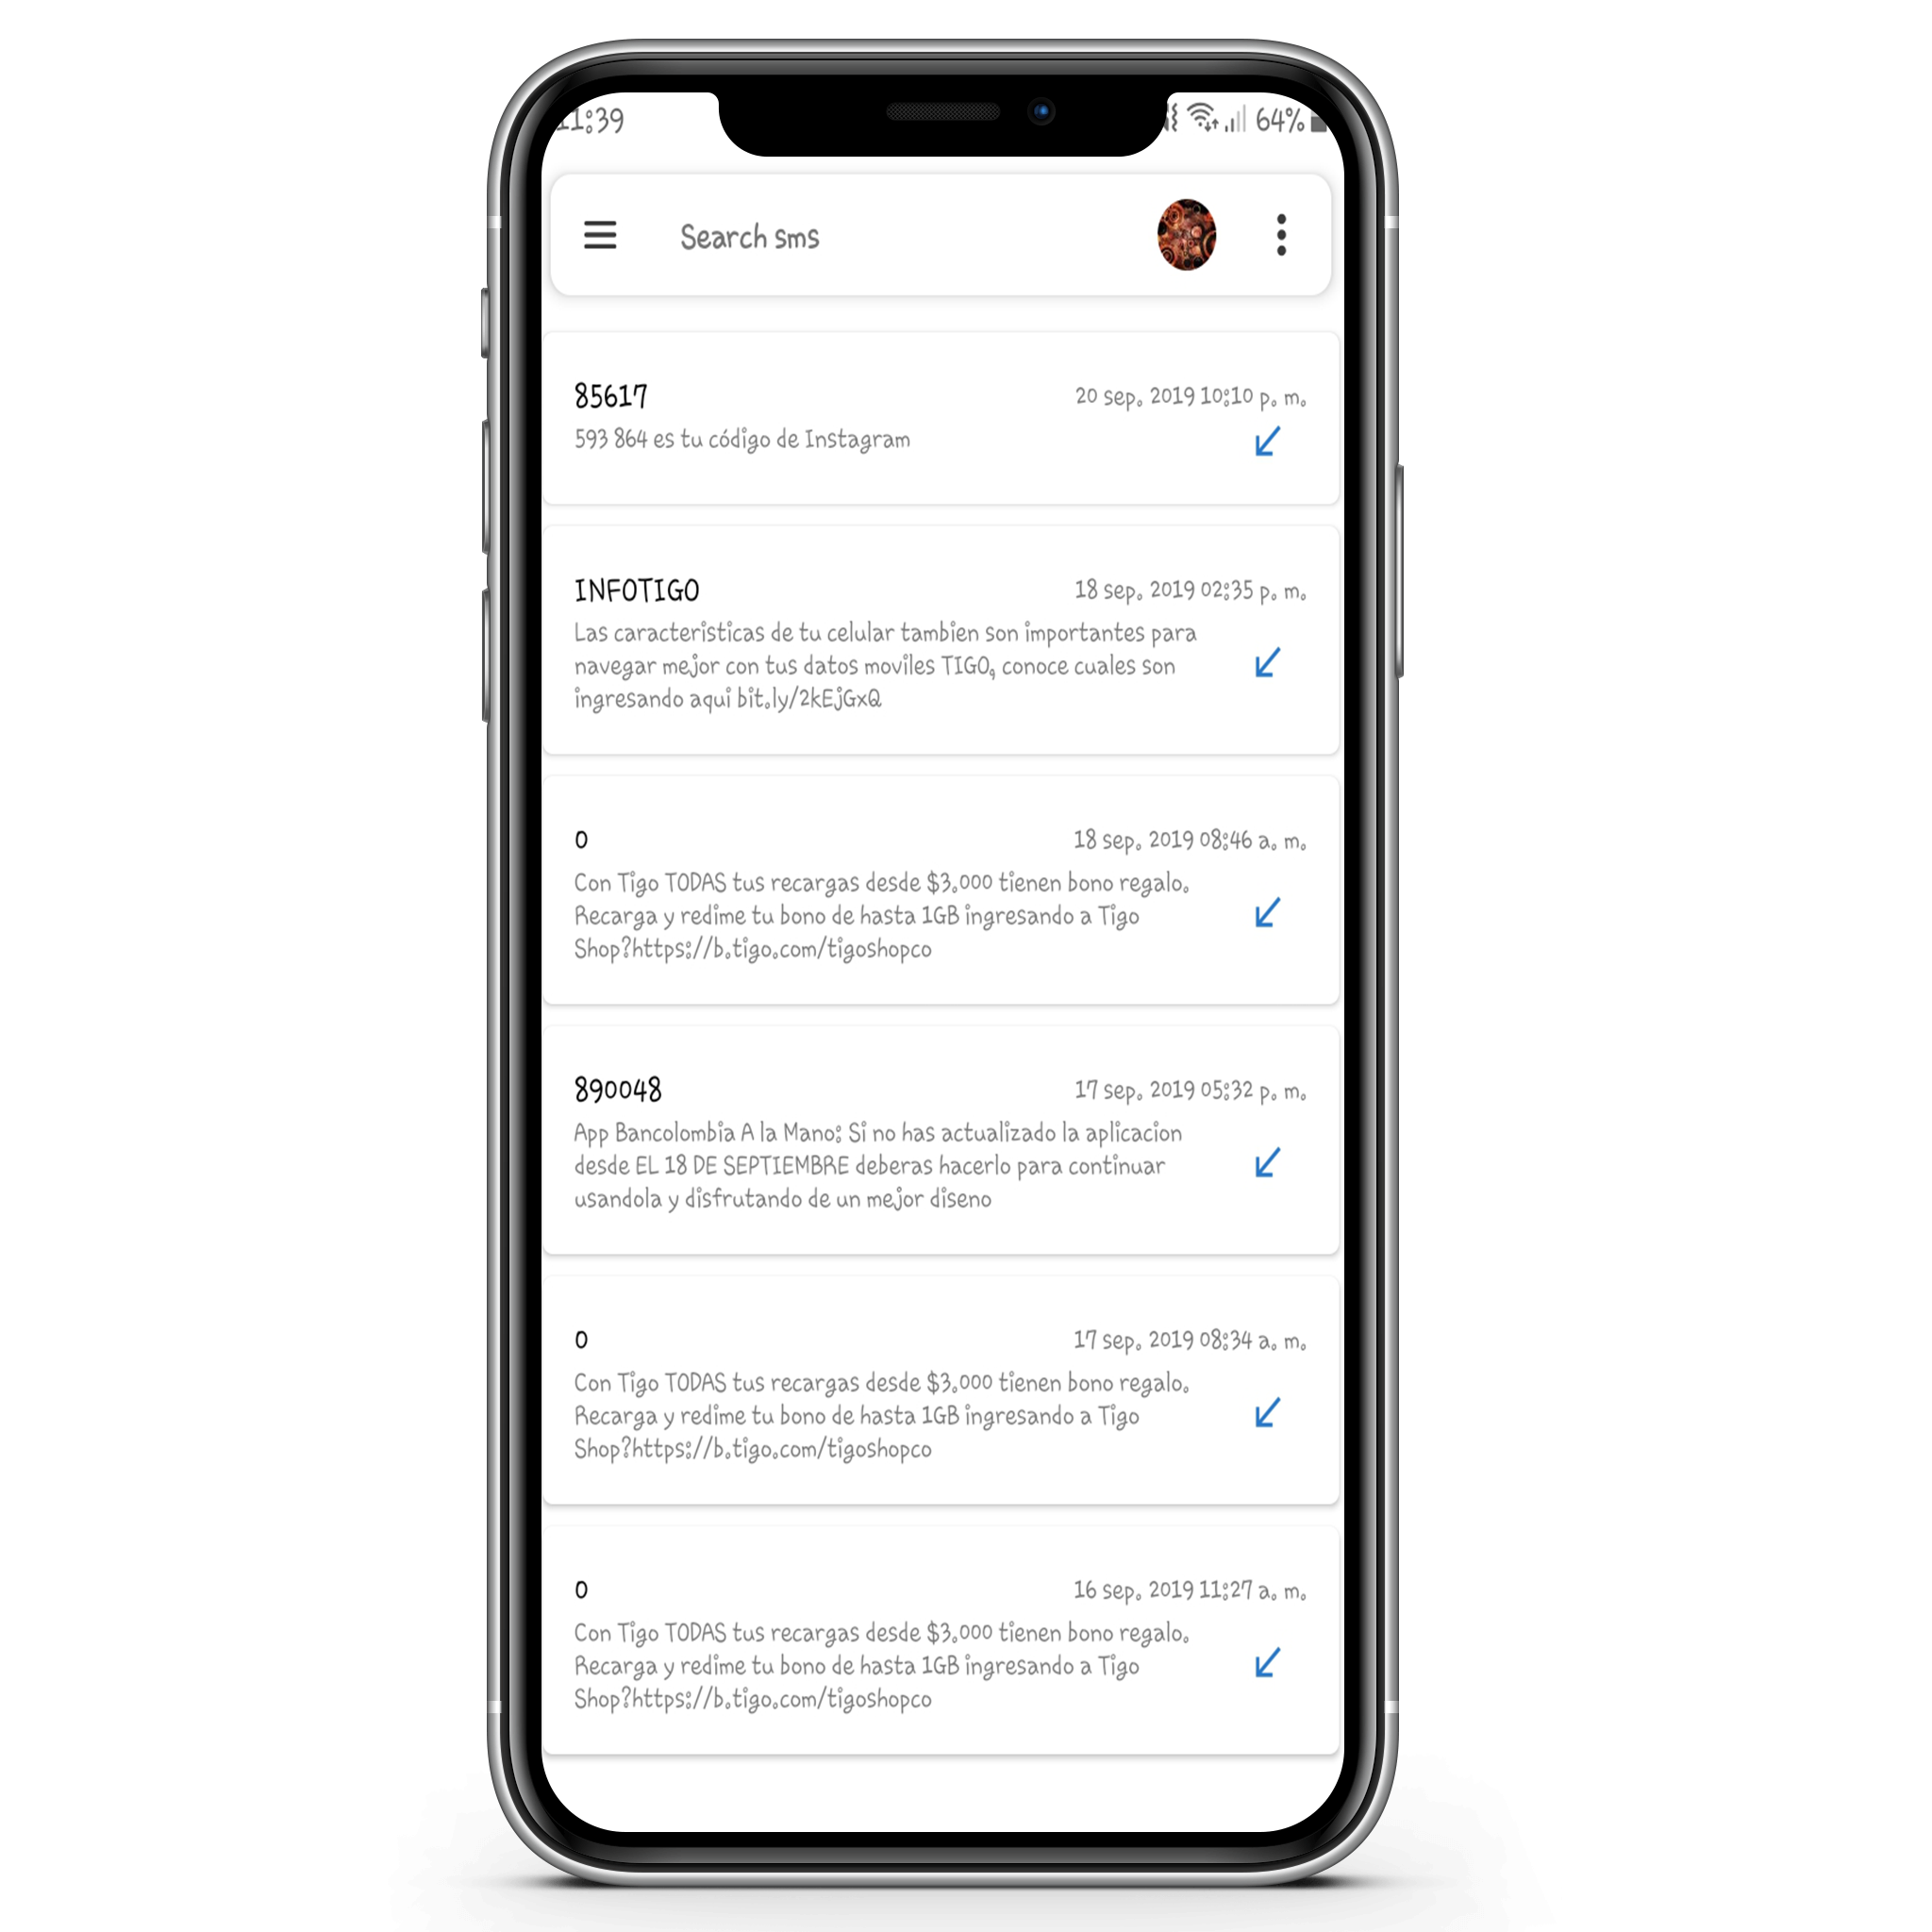 11:39
64%
Search sms
85617
20 sep. 2019 10:10 p. m.
593 864 es tu código de Instagram
INFOTIGO
18 sep. 2019 02:35 p. m.
Las caracteristicas de tu celular tambien son importantes para
navegar mejor con tus datos moviles TIGO, conoce cuales son
ingresando aqui bit.ly/2kEjGxQ
0
18 sep. 2019 08:46 a. m.
Con Tigo TODAS tus recargas desde $3.000 tienen bono regalo.
Recarga y redime tu bono de hasta 1GB ingresando a Tigo
Shop?https://b.tigo.com/tigoshopco
890048
17 sep. 2019 05:32 p. m.
App Bancolombia A la Mano: Si no has actualizado la aplicacion
desde EL 18 DE SEPTIEMBRE deberas hacerlo para continuar
usandola y disfrutando de un mejor diseno
0
17 sep. 2019 08:34 a. m.
Con Tigo TODAS tus recargas desde $3.000 tienen bono regalo.
Recarga y redime tu bono de hasta 1GB ingresando a Tigo
Shop?https://b.tigo.com/tigoshopco
0
16 sep. 2019 11:27 a. m.
Con Tigo TODAS tus recargas desde $3.000 tienen bono regalo.
Recarga y redime tu bono de hasta 1GB ingresando a Tigo
Shop?https://b.tigo.com/tigoshopco